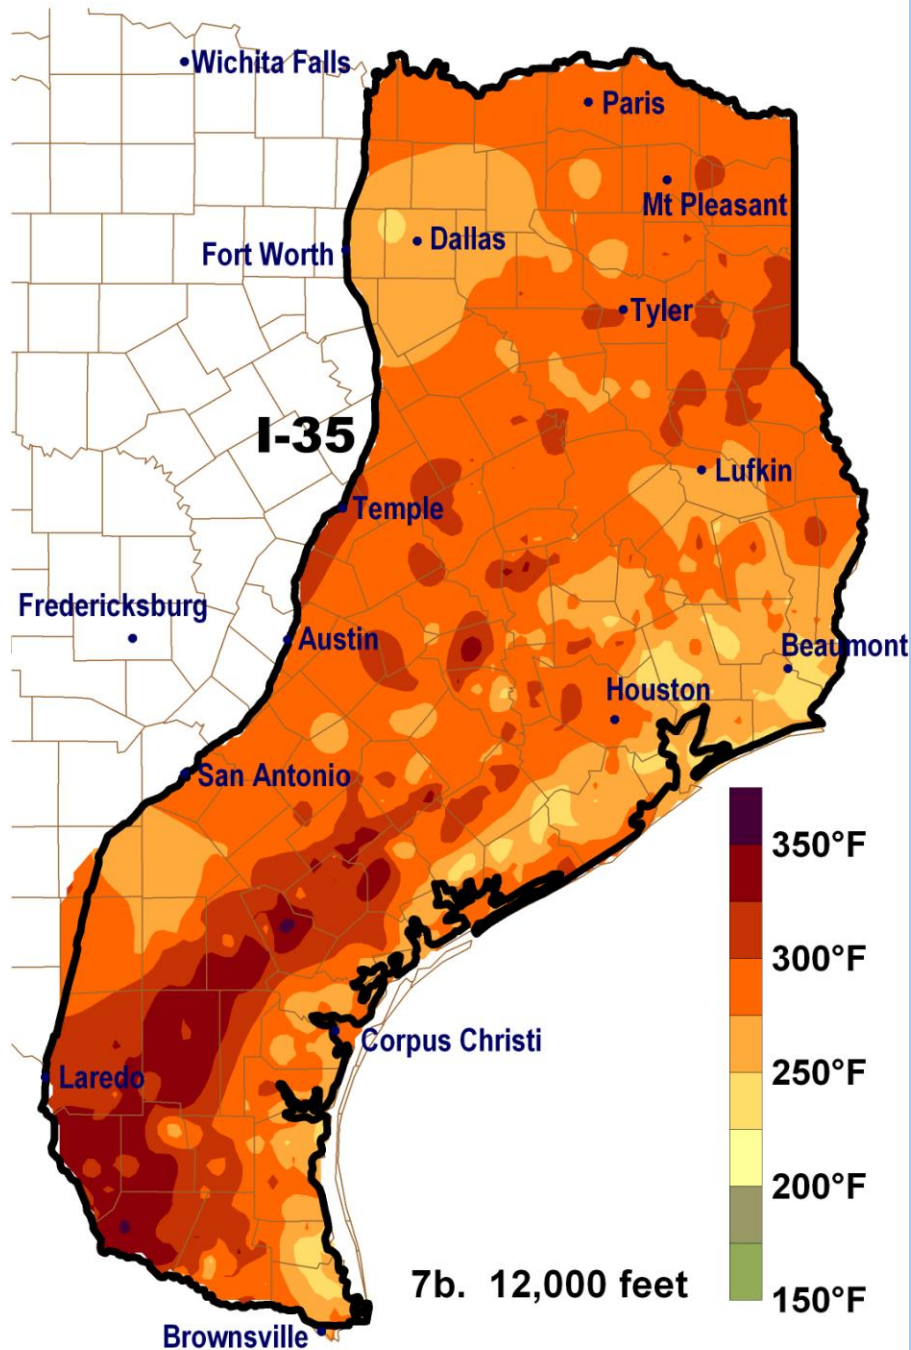 Wichita Falls
Paris
Mt Pleasant
Dallas
Fort Worth
Tyler
I-35
Lufkin
Temple
Fredericksburg
Austin
Beaumont
Houston
San Antonio
350°F
300°F
Corpus Christi
250°F
Laredo
200°F
7b. 12,000 feet
150°F
Brownsville